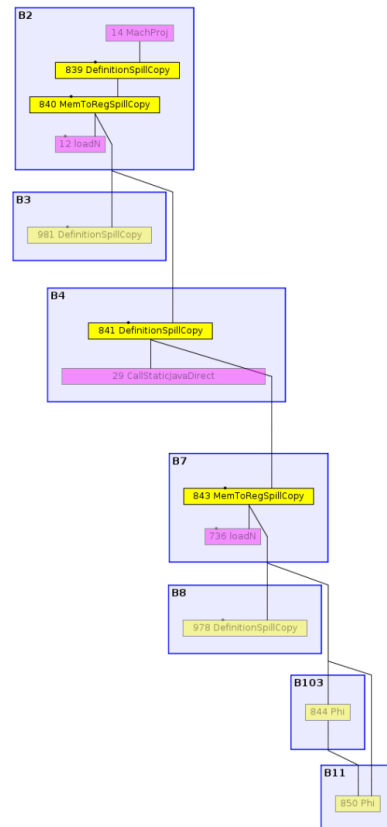 B2
14 MachProj
839 DefinitionSpillCopy
840 MemToRegSpillCopy
12 loadN
B3
981 DefinitionSpillCopy
B4
841 DefinitionSpillCopy
29 CallStaticJavaDirect
B7
843 MemToRegSpillCopy
736 loadN
B8
978 DefinitionSpillCopy
B103
844 Phi
B11
850 Phi